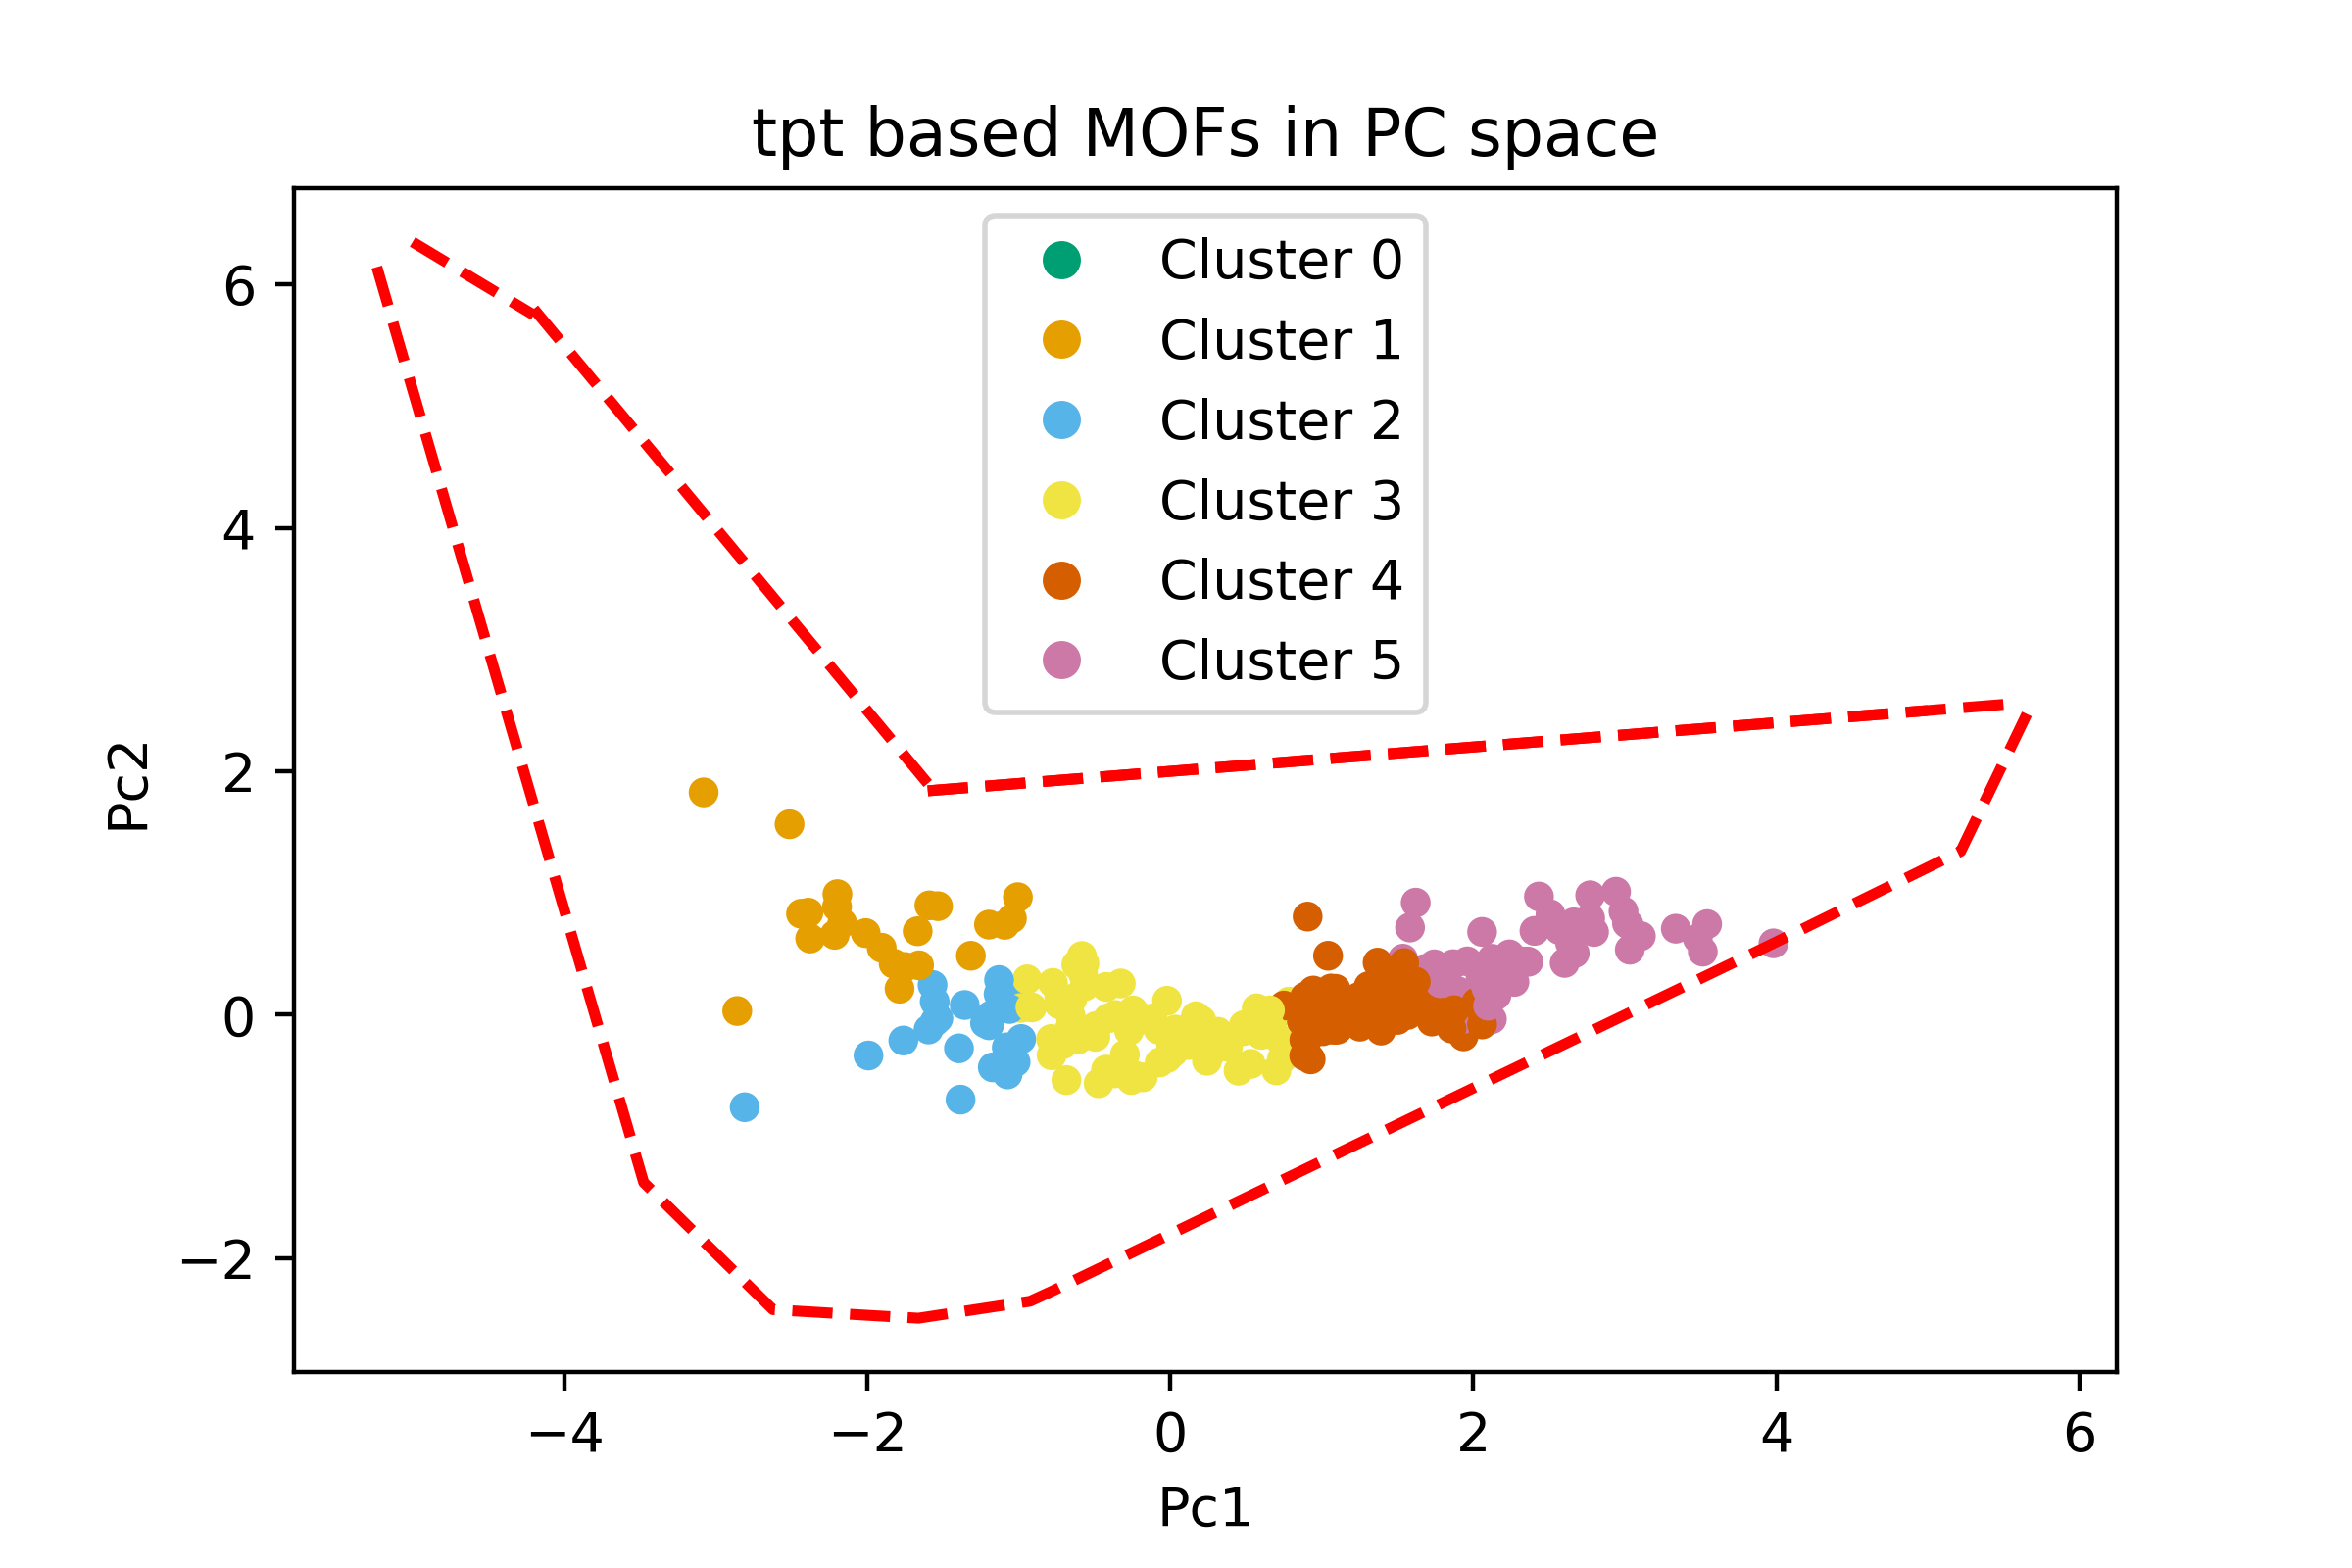 tpt based MOFs in PC space
Cluster 0
Cluster 1
Cluster 2
Cluster 3
Cluster 4
Cluster 5
6
4
2
0
−2
Pc2
−4 −2 0 2 4 6
Pc1